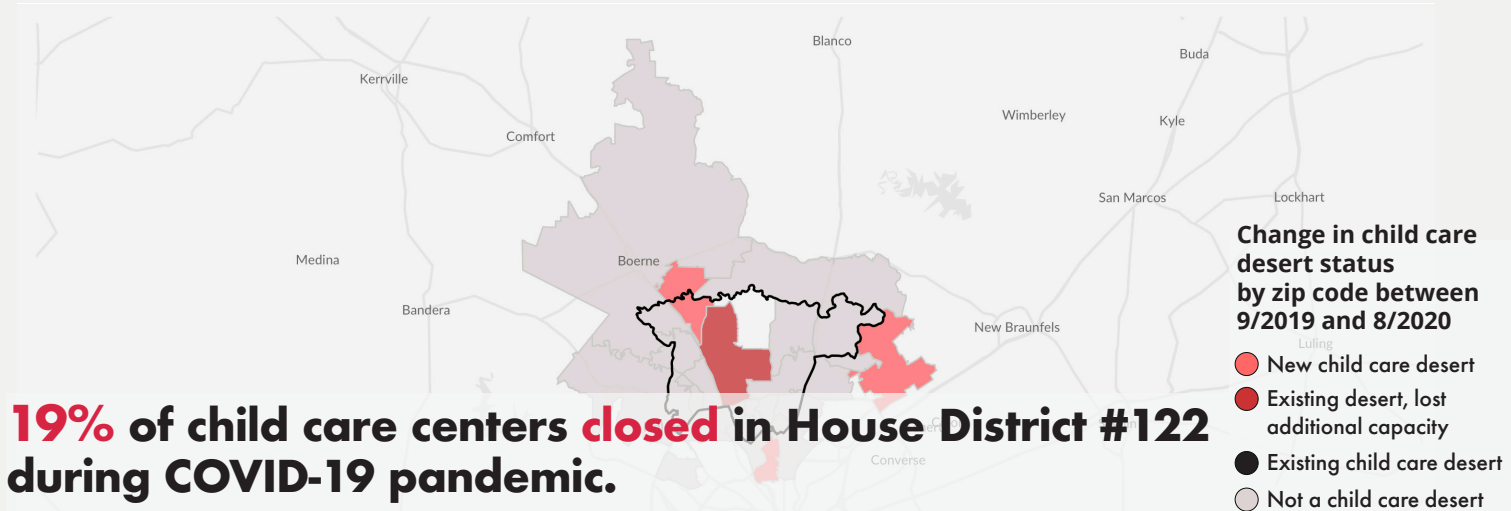 Blanco
Buda
Kerrville
Wimberley
Kyle
Comfort
San Marcos
Lockhart
Medina
Boerne
Bandera
New Braunfels
Luling
Converse
Change in child care
desert status
by zip code between
9/2019 and 8/2020
New child care desert
Existing desert, lost
additional capacity
Existing child care desert
Not a child care desert
19% of child care centers closed in House District #122
during COVID-19 pandemic.